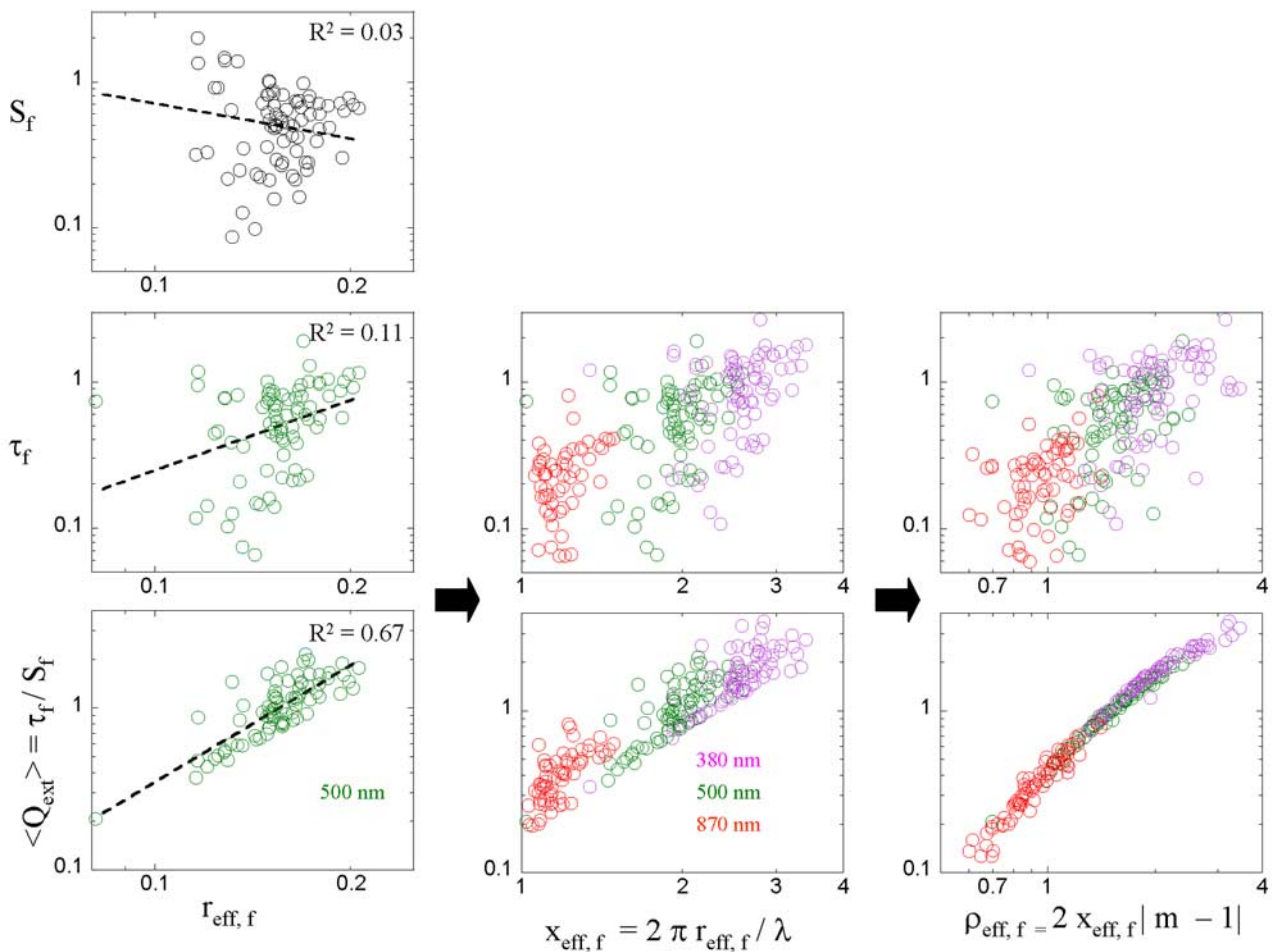 R² = 0.03
1
S_f
0.1
0.1 0.2
R² = 0.11
1
τ_f
0.1
0.1 0.2
1
0.1
1 2 3 4
1
0.1
0.7 1 2 4
R² = 0.67
1
<Q_ext> = τ_f / S_f
500 nm
0.1
0.1 0.2
r_eff, f
1
380 nm
500 nm
870 nm
0.1
1 2 3 4
x_eff, f = 2 π r_eff, f / λ
1
0.1
0.7 1 2 4
ρ_eff, f = 2 x_eff, f | m − 1|